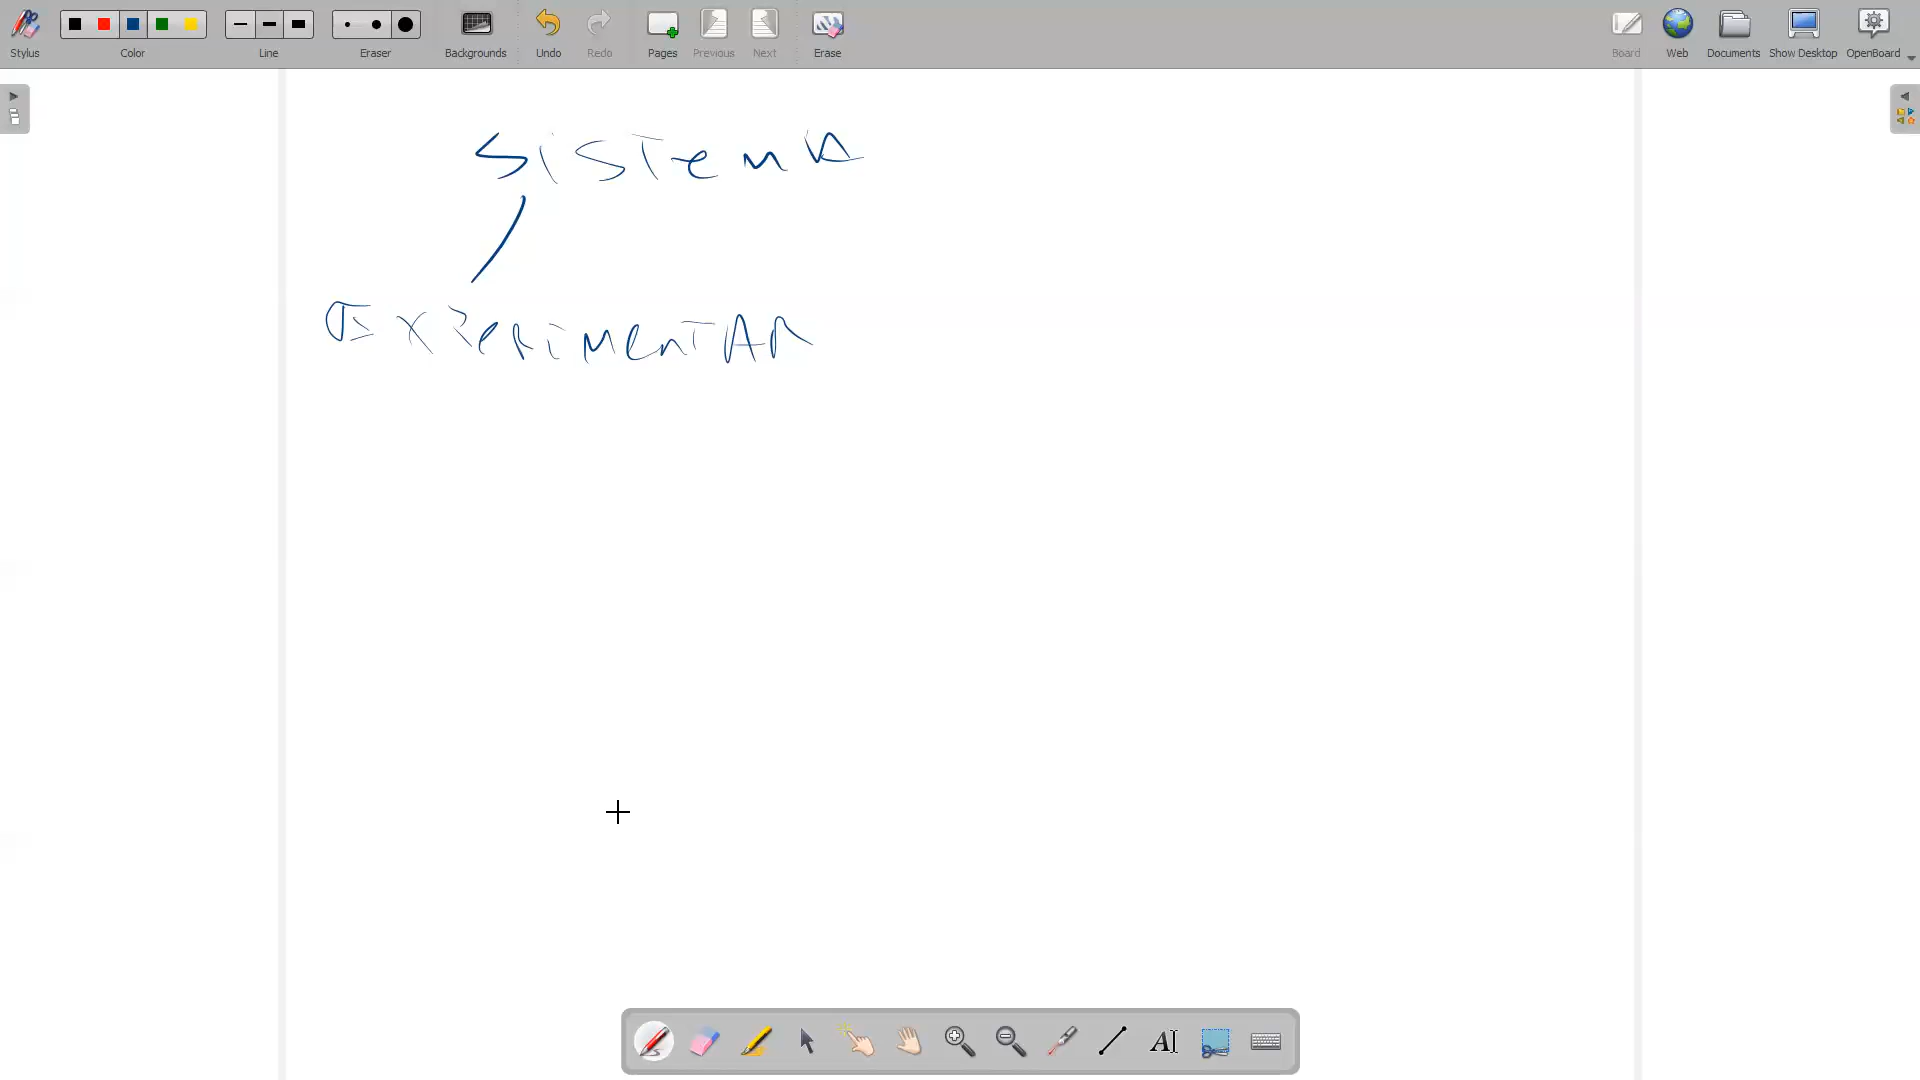 Stylus Color Line Eraser Backgrounds Undo Redo Pages Previous Next Erase Board Web Documents Show Desktop OpenBoard
SISTemA
ExPeRiMenTAR